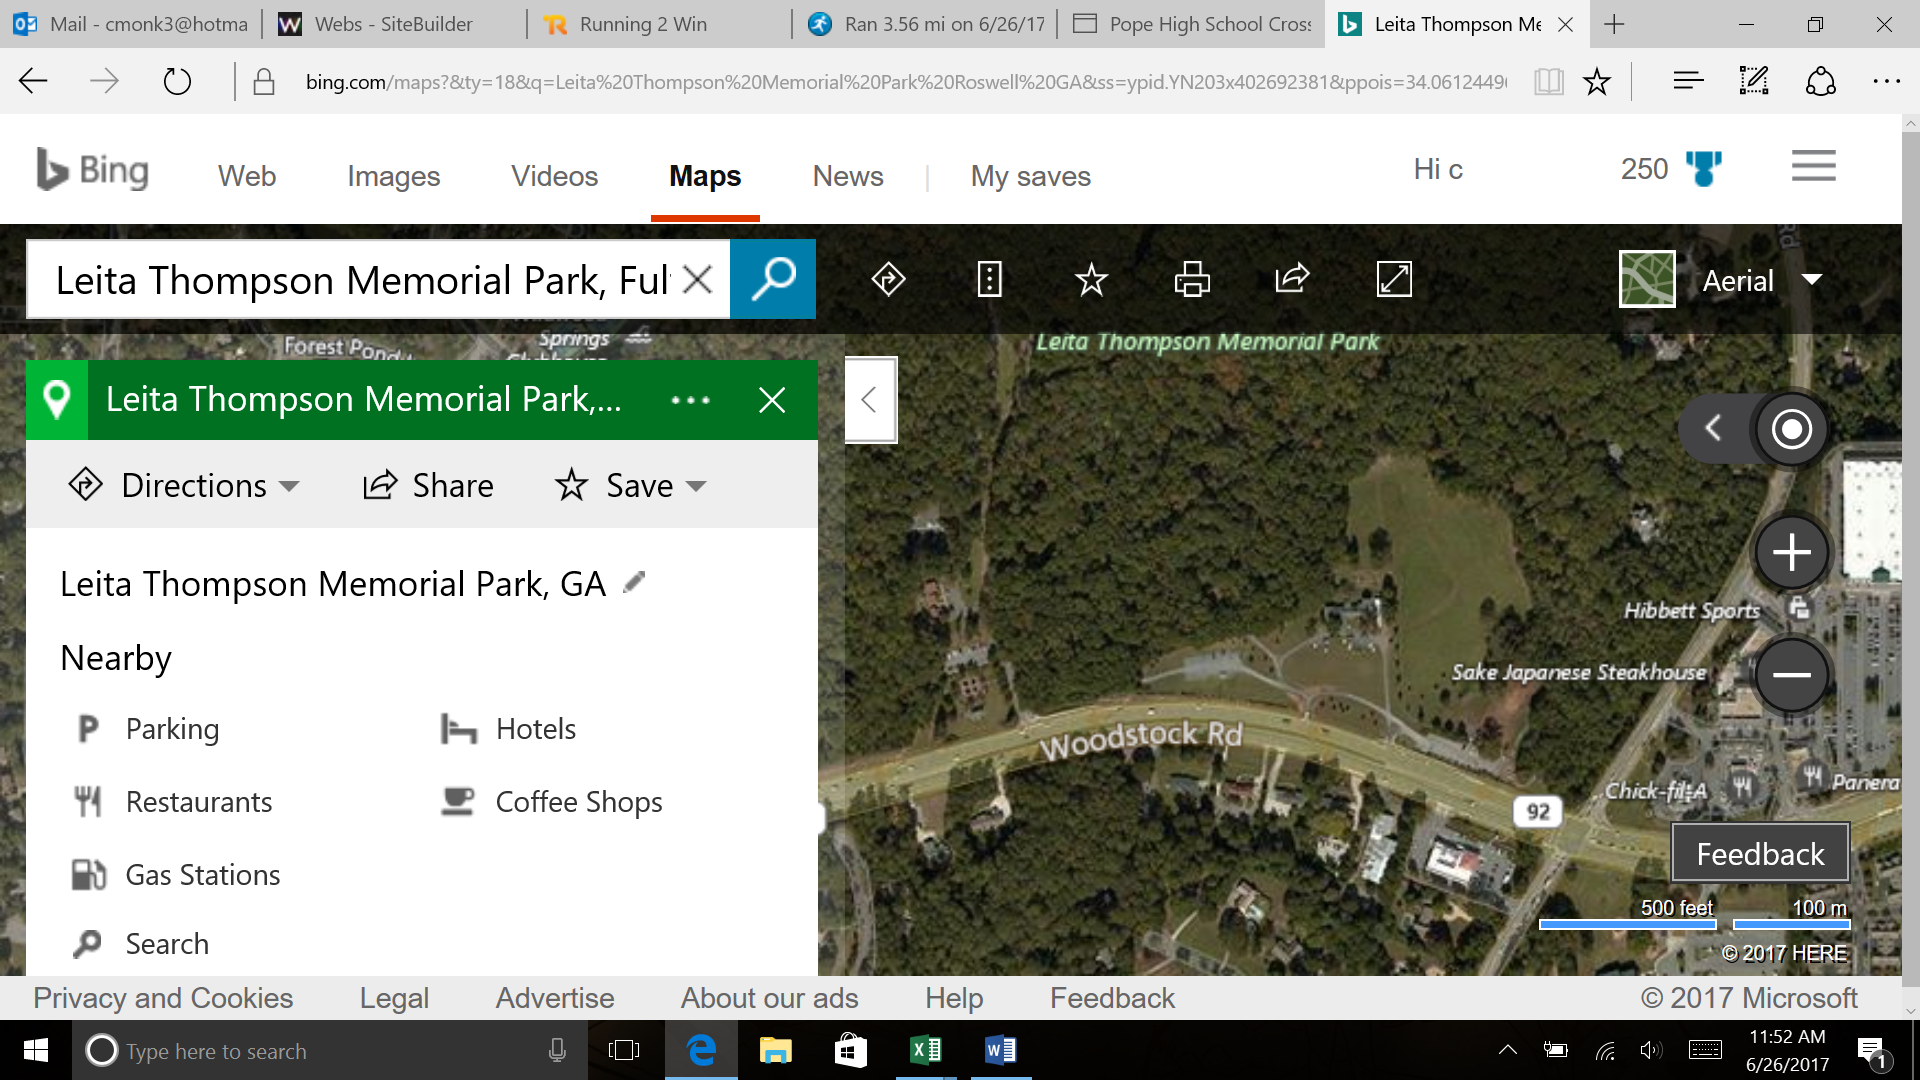 Mail - cmonk3@hotma
Webs - SiteBuilder
Running 2 Win
Ran 3.56 mi on 6/26/17
Pope High School Cross
Leita Thompson Me
bing.com/maps?&ty=18&q=Leita%20Thompson%20Memorial%20Park%20Roswell%20GA&ss=ypid.YN203x402692381&ppois=34.06124496
Bing
Web
Images
Videos
Maps
News
My saves
Hi c
250
Leita Thompson Memorial Park, Ful
Aerial
Rd
Springs
Forest Pond
Leita Thompson Memorial Park
Leita Thompson Memorial Park,...
Directions
Share
Save
Leita Thompson Memorial Park, GA
Nearby
Parking
Hotels
Restaurants
Coffee Shops
Gas Stations
Search
Hibbett Sports
Sake Japanese Steakhouse
Woodstock Rd
Chick-fil-A
Panera
92
Feedback
500 feet
100 m
© 2017 HERE
Privacy and Cookies
Legal
Advertise
About our ads
Help
Feedback
© 2017 Microsoft
Type here to search
11:52 AM
6/26/2017
1